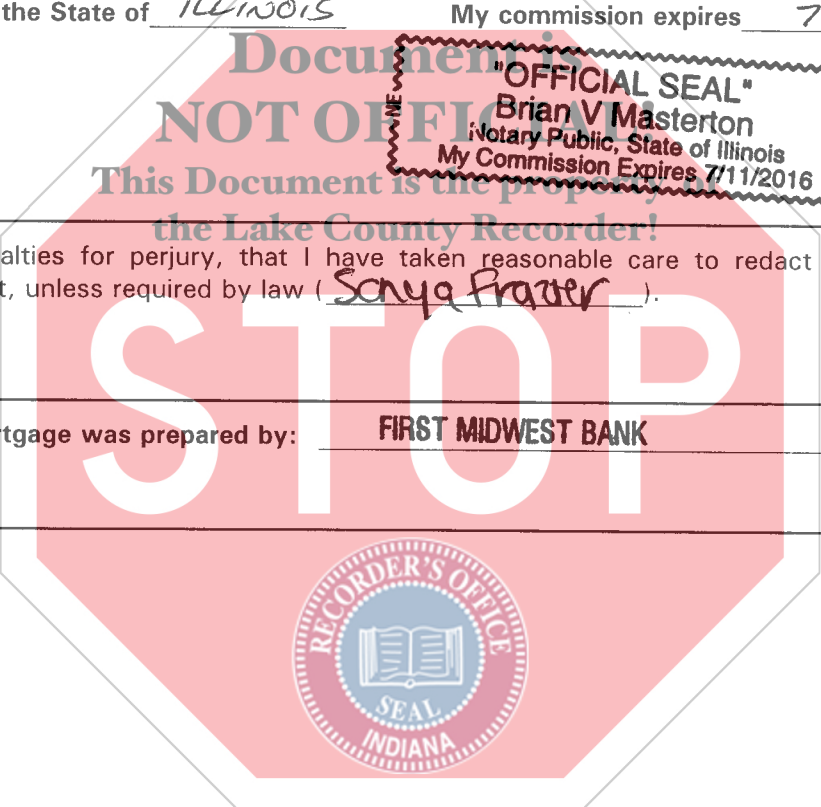 the State of ILLINOIS My commission expires 7
Document is
NOT OFFICIAL!
This Document is the property of
the Lake County Recorder!
"OFFICIAL SEAL"
Brian V Masterton
Notary Public, State of Illinois
My Commission Expires 7/11/2016
alties for perjury, that I have taken reasonable care to redact
t, unless required by law ( Sonya Frazier ).
STOP
rtgage was prepared by: FIRST MIDWEST BANK
RECORDER'S OFFICE
SEAL
INDIANA